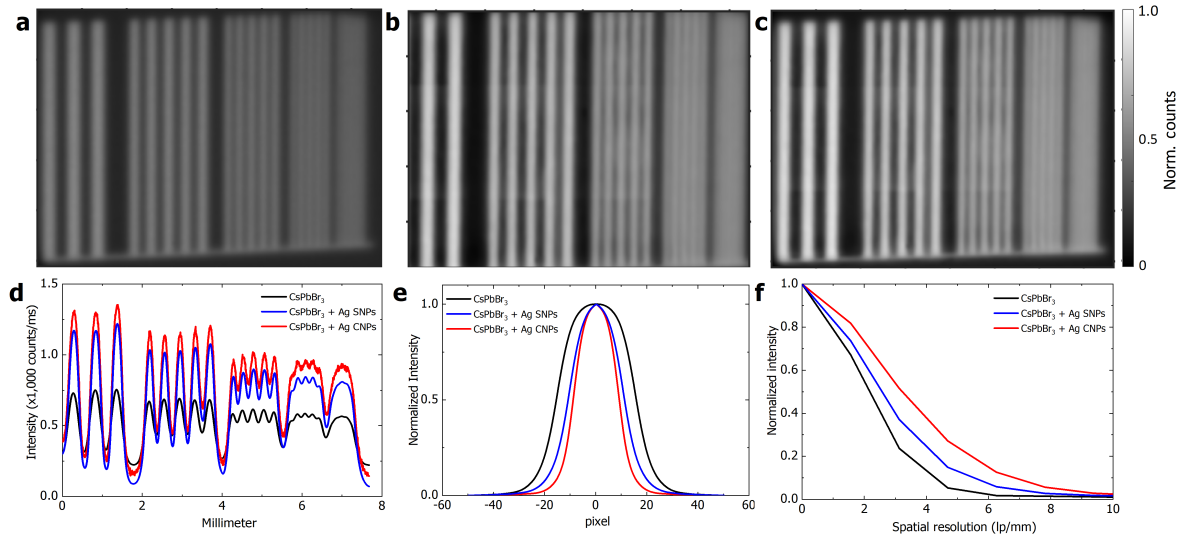 a
b
c
1.0
0.5
0
Norm. counts
d
1.5
1.0
0.5
0.0
Intensity (x1,000 counts/ms)
CsPbBr₃
CsPbBr₃ + Ag SNPs
CsPbBr₃ + Ag CNPs
0 2 4 6 8
Millimeter
e
1.0
0.5
0.0
Normalized Intensity
CsPbBr₃
CsPbBr₃ + Ag SNPs
CsPbBr₃ + Ag CNPs
-60 -40 -20 0 20 40 60
pixel
f
1.0
0.8
0.6
0.4
0.2
0.0
Normalized intensity
CsPbBr₃
CsPbBr₃ + Ag SNPs
CsPbBr₃ + Ag CNPs
0 2 4 6 8 10
Spatial resolution (lp/mm)